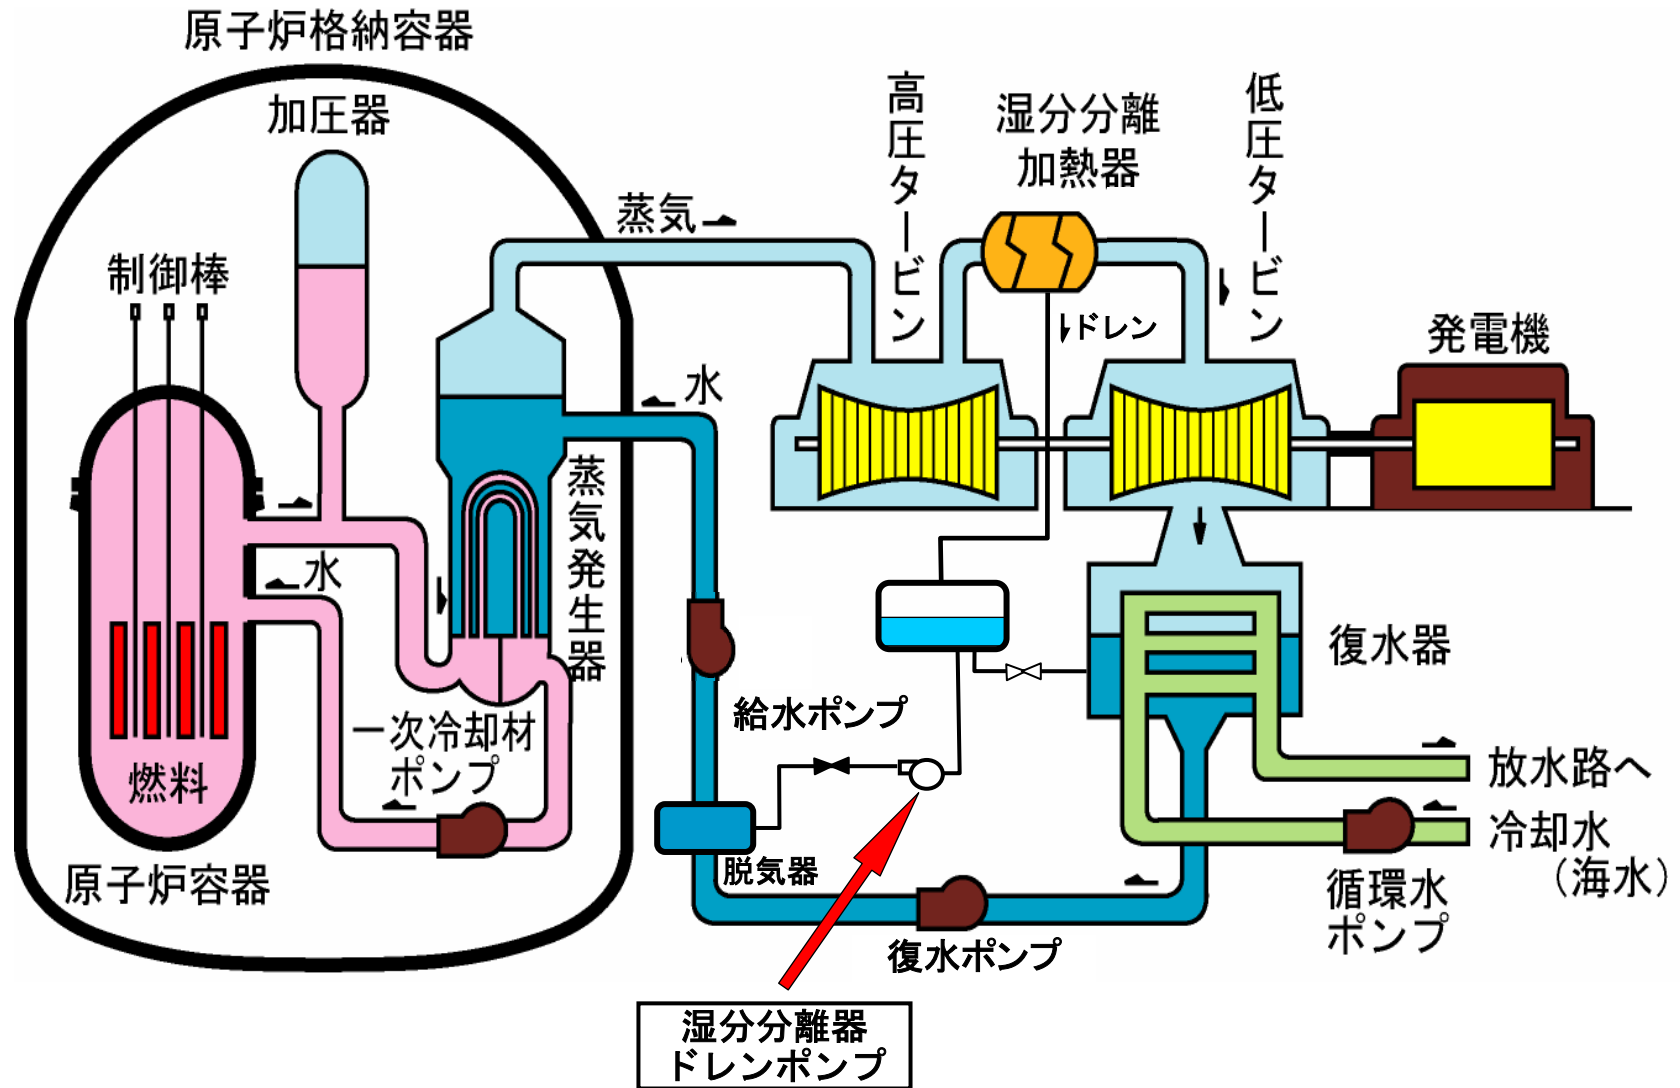 原子炉格納容器
加圧器
制御棒
蒸気
高圧タービン
湿分分離
加熱器
低圧タービン
ドレン
発電機
水
蒸気発生器
水
復水器
一次冷却材
ポンプ
給水ポンプ
燃料
放水路へ
冷却水
(海水)
原子炉容器
脱気器
循環水
ポンプ
復水ポンプ
湿分分離器
ドレンポンプ